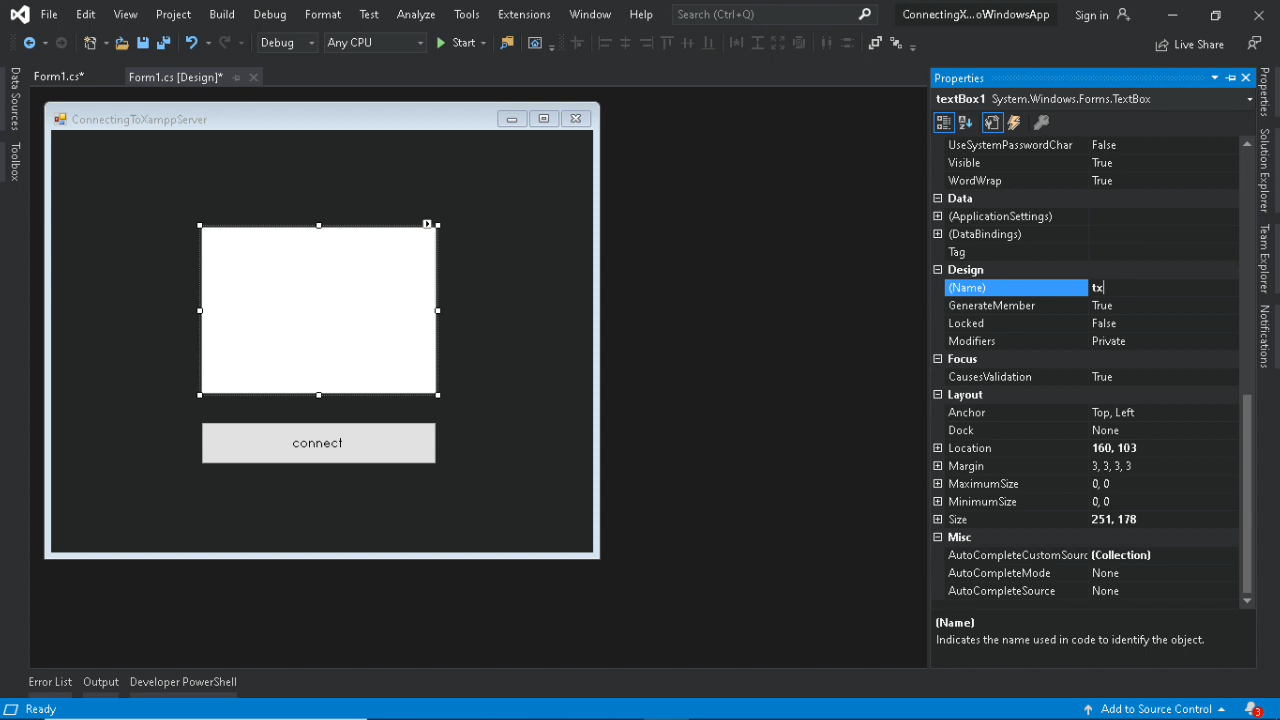 File Edit View Project Build Debug Format Test Analyze Tools Extensions Window Help Search (Ctrl+Q) ConnectingX...oWindowsApp Sign in
Debug Any CPU Start Live Share
Form1.cs* Form1.cs [Design]*
Data Sources
Toolbox
ConnectingToXamppServer
connect
Properties
textBox1 System.Windows.Forms.TextBox
UseSystemPasswordChar False
Visible True
WordWrap True
Data
(ApplicationSettings)
(DataBindings)
Tag
Design
(Name) tx
GenerateMember True
Locked False
Modifiers Private
Focus
CausesValidation True
Layout
Anchor Top, Left
Dock None
Location 160, 103
Margin 3, 3, 3, 3
MaximumSize 0, 0
MinimumSize 0, 0
Size 251, 178
Misc
AutoCompleteCustomSourc (Collection)
AutoCompleteMode None
AutoCompleteSource None
(Name)
Indicates the name used in code to identify the object.
Properties
Solution Explorer
Team Explorer
Notifications
Error List Output Developer PowerShell
Ready Add to Source Control 3